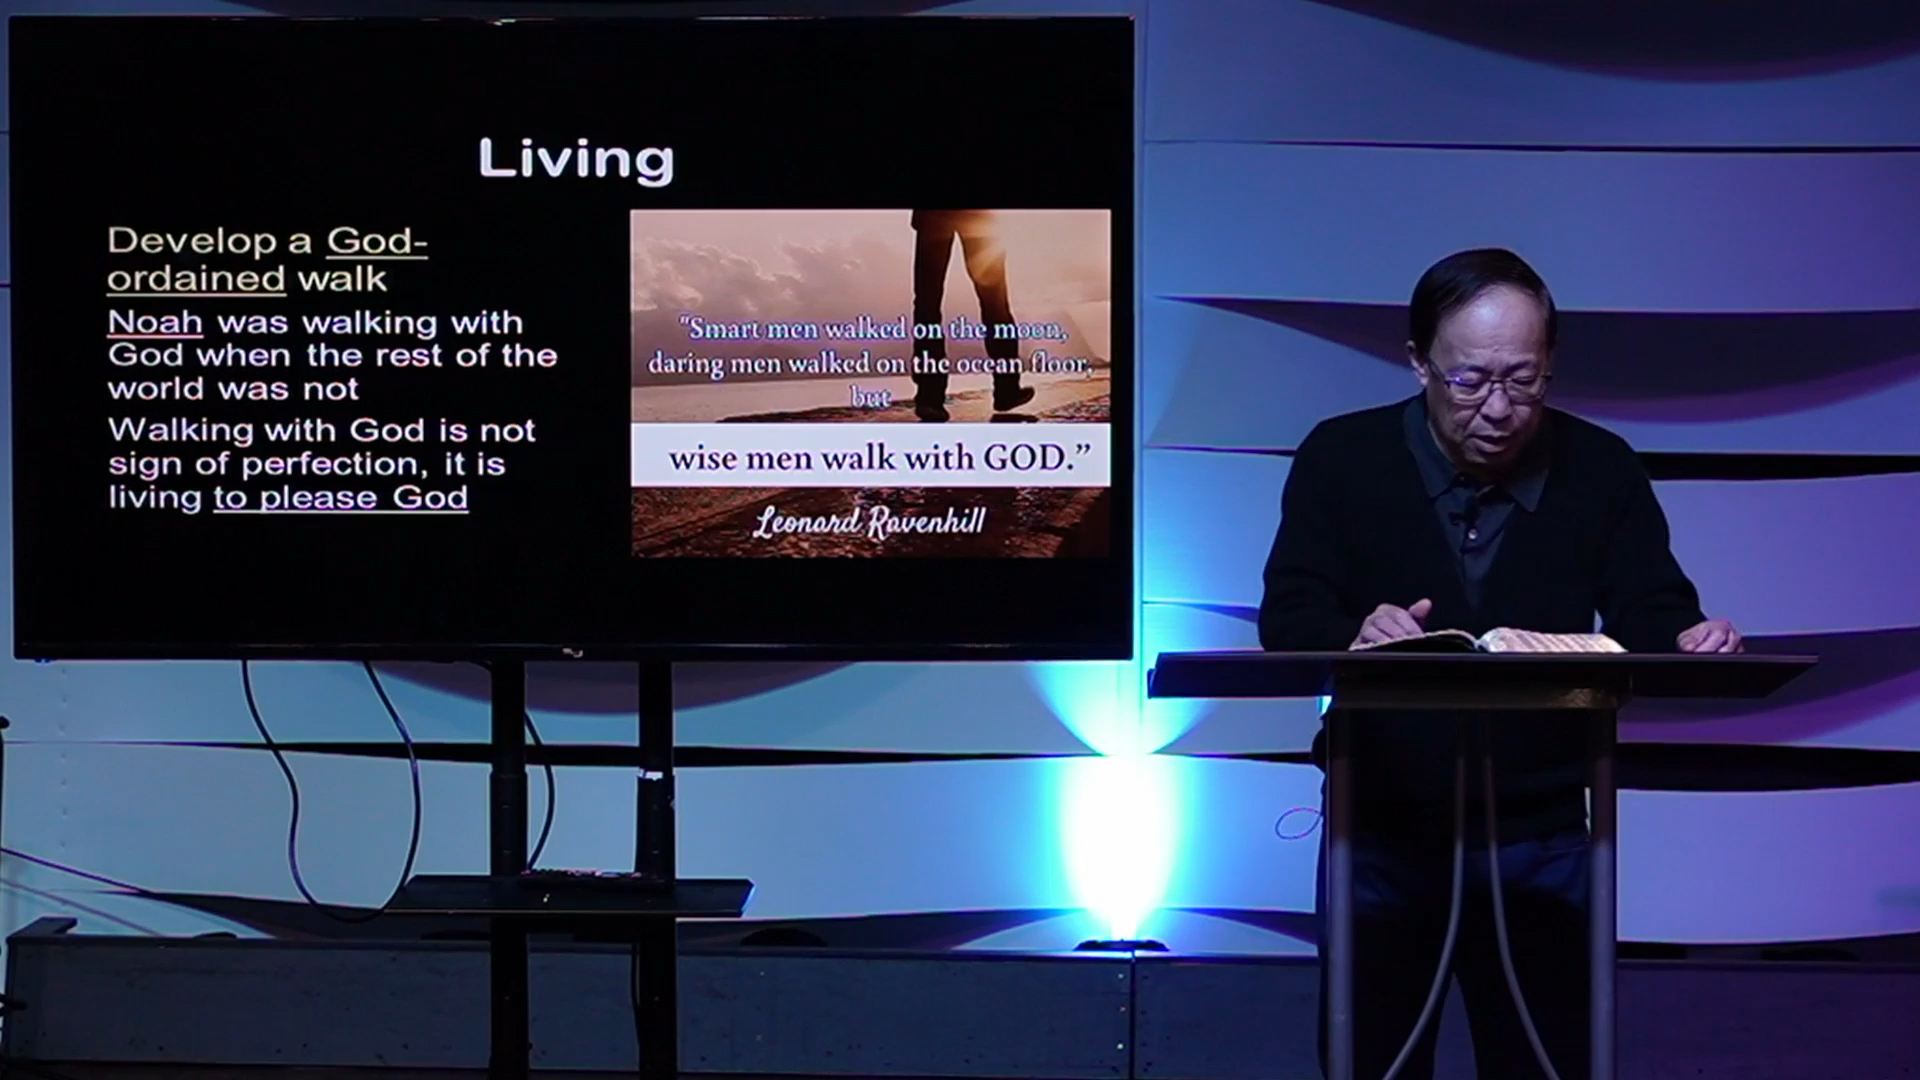 Living
Develop a God-
ordained walk
Noah was walking with
God when the rest of the
world was not
Walking with God is not
sign of perfection, it is
living to please God
"Smart men walked on the moon,
daring men walked on the ocean floor,
but
wise men walk with GOD.”
Leonard Ravenhill